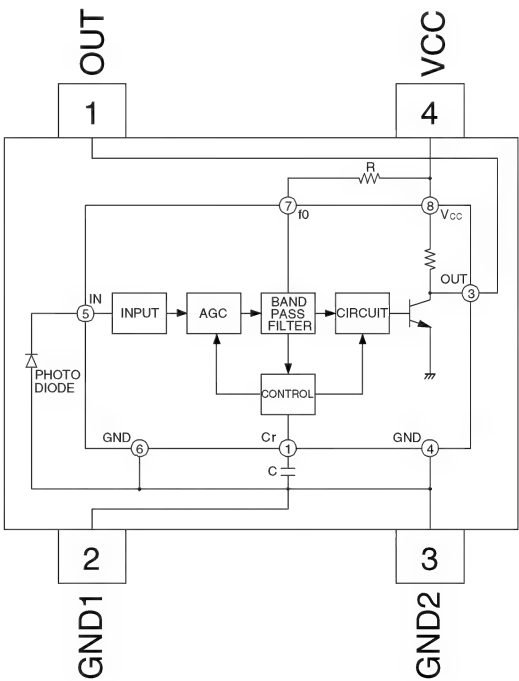 OUT
VCC
1
4
R
7
f0
8
Vcc
OUT
3
IN
5
INPUT
AGC
BAND
PASS
FILTER
CIRCUIT
PHOTO
DIODE
CONTROL
GND
6
Cr
1
GND
4
C
2
3
GND1
GND2